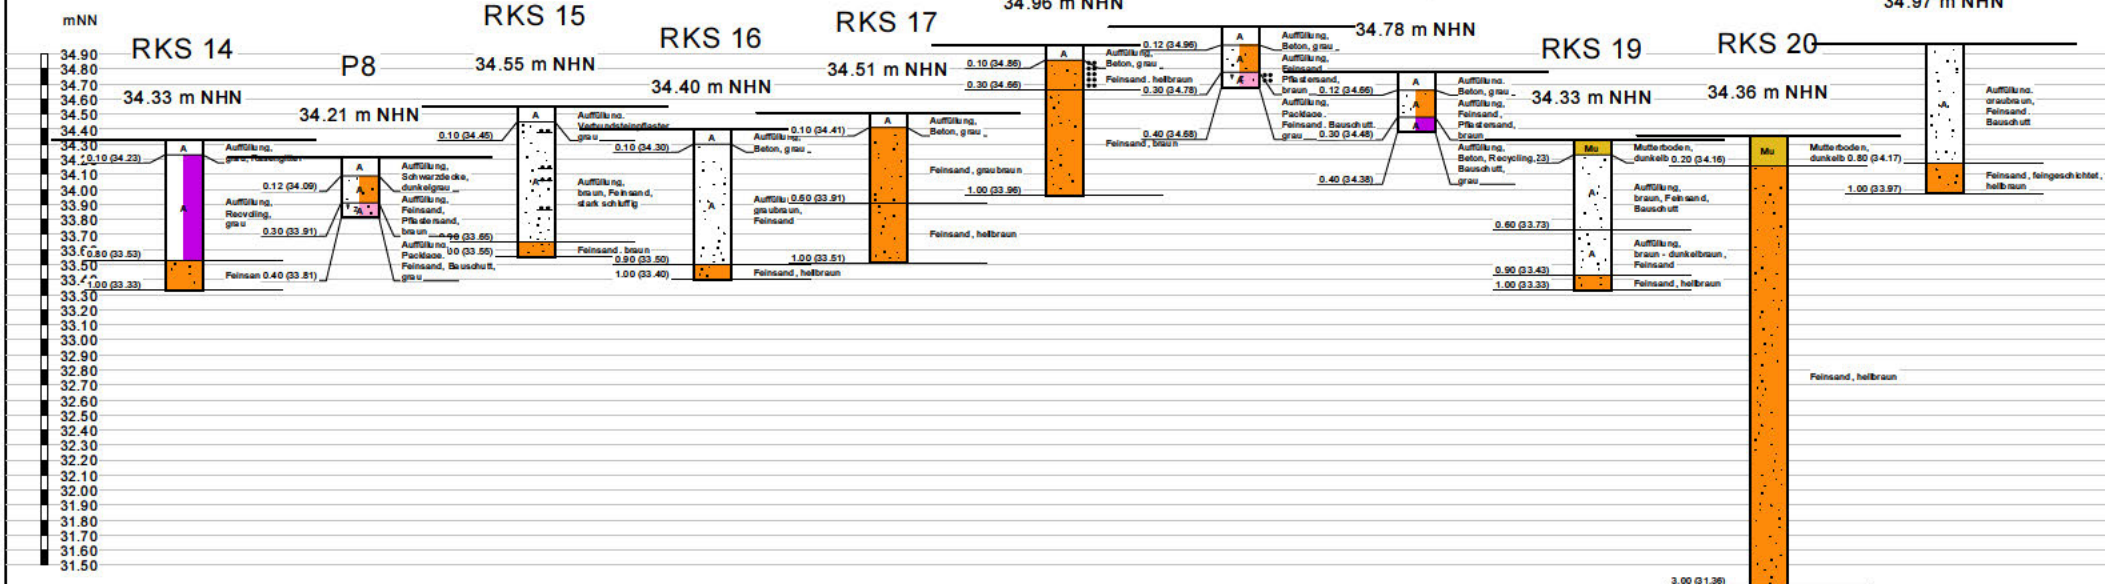 mNN
34.90
34.80
34.70
34.60
34.50
34.40
34.30
34.10
34.00
33.90
33.80
33.70
33.50
33.30
33.20
33.10
33.00
32.90
32.80
32.70
32.60
32.50
32.40
32.30
32.20
32.10
32.00
31.90
31.80
31.70
31.60
31.50
RKS 14
34.33 m NHN
0.10 (34.23)
0.80 (33.53)
1.00 (33.33)
A
A
Auffüllung,
Auffüllung,
Recycling,
grau
P8
34.21 m NHN
0.12 (34.09)
0.30 (33.91)
0.40 (33.81)
A
A
A
Auffüllung,
Schwarzdecke,
dunkelgrau
Auffüllung,
Feinsand,
Pflastersand,
braun
Auffüllung,
Packlage,
Feinsand, Bauschutt,
grau
RKS 15
34.55 m NHN
0.10 (34.45)
A
A
Auffüllung,
Verbundsteinpflaster,
grau
Auffüllung,
braun, Feinsand,
stark schluffig
Feinsand, braun
RKS 16
34.40 m NHN
0.10 (34.30)
0.90 (33.50)
1.00 (33.40)
A
A
Auffüllung,
Beton, grau
graubraun,
Feinsand
Feinsand, hellbraun
RKS 17
34.51 m NHN
0.10 (34.41)
0.60 (33.91)
1.00 (33.51)
A
Auffüllung,
Beton, grau
Feinsand, graubraun
Feinsand, hellbraun
34.96 m NHN
0.10 (34.86)
0.30 (34.66)
1.00 (33.96)
A
Auffüllung,
Beton, grau
Feinsand, hellbraun
Feinsand, braun
0.12 (34.96)
0.30 (34.78)
0.40 (34.68)
A
A
A
Auffüllung,
Beton, grau
Auffüllung,
Feinsand,
Pflastersand,
braun
Auffüllung,
Packlage,
Feinsand, Bauschutt,
grau
34.78 m NHN
0.12 (34.66)
0.30 (34.48)
0.40 (34.38)
A
A
A
Auffüllung,
Beton, grau
Auffüllung,
Feinsand,
Pflastersand,
braun
Auffüllung,
Beton, Recycling,
Bauschutt,
grau
RKS 19
34.33 m NHN
0.60 (33.73)
0.90 (33.43)
1.00 (33.33)
Mu
A
A
Mutterboden,
Auffüllung,
braun, Feinsand,
Bauschutt
Auffüllung,
braun - dunkelbraun,
Feinsand
Feinsand, hellbraun
RKS 20
34.36 m NHN
0.20 (34.16)
3.00 (31.36)
Mu
Mutterboden,
Feinsand, hellbraun
34.97 m NHN
0.80 (34.17)
1.00 (33.97)
A
Auffüllung,
graubraun,
Feinsand,
Bauschutt
Feinsand, feingeschichtet,
hellbraun